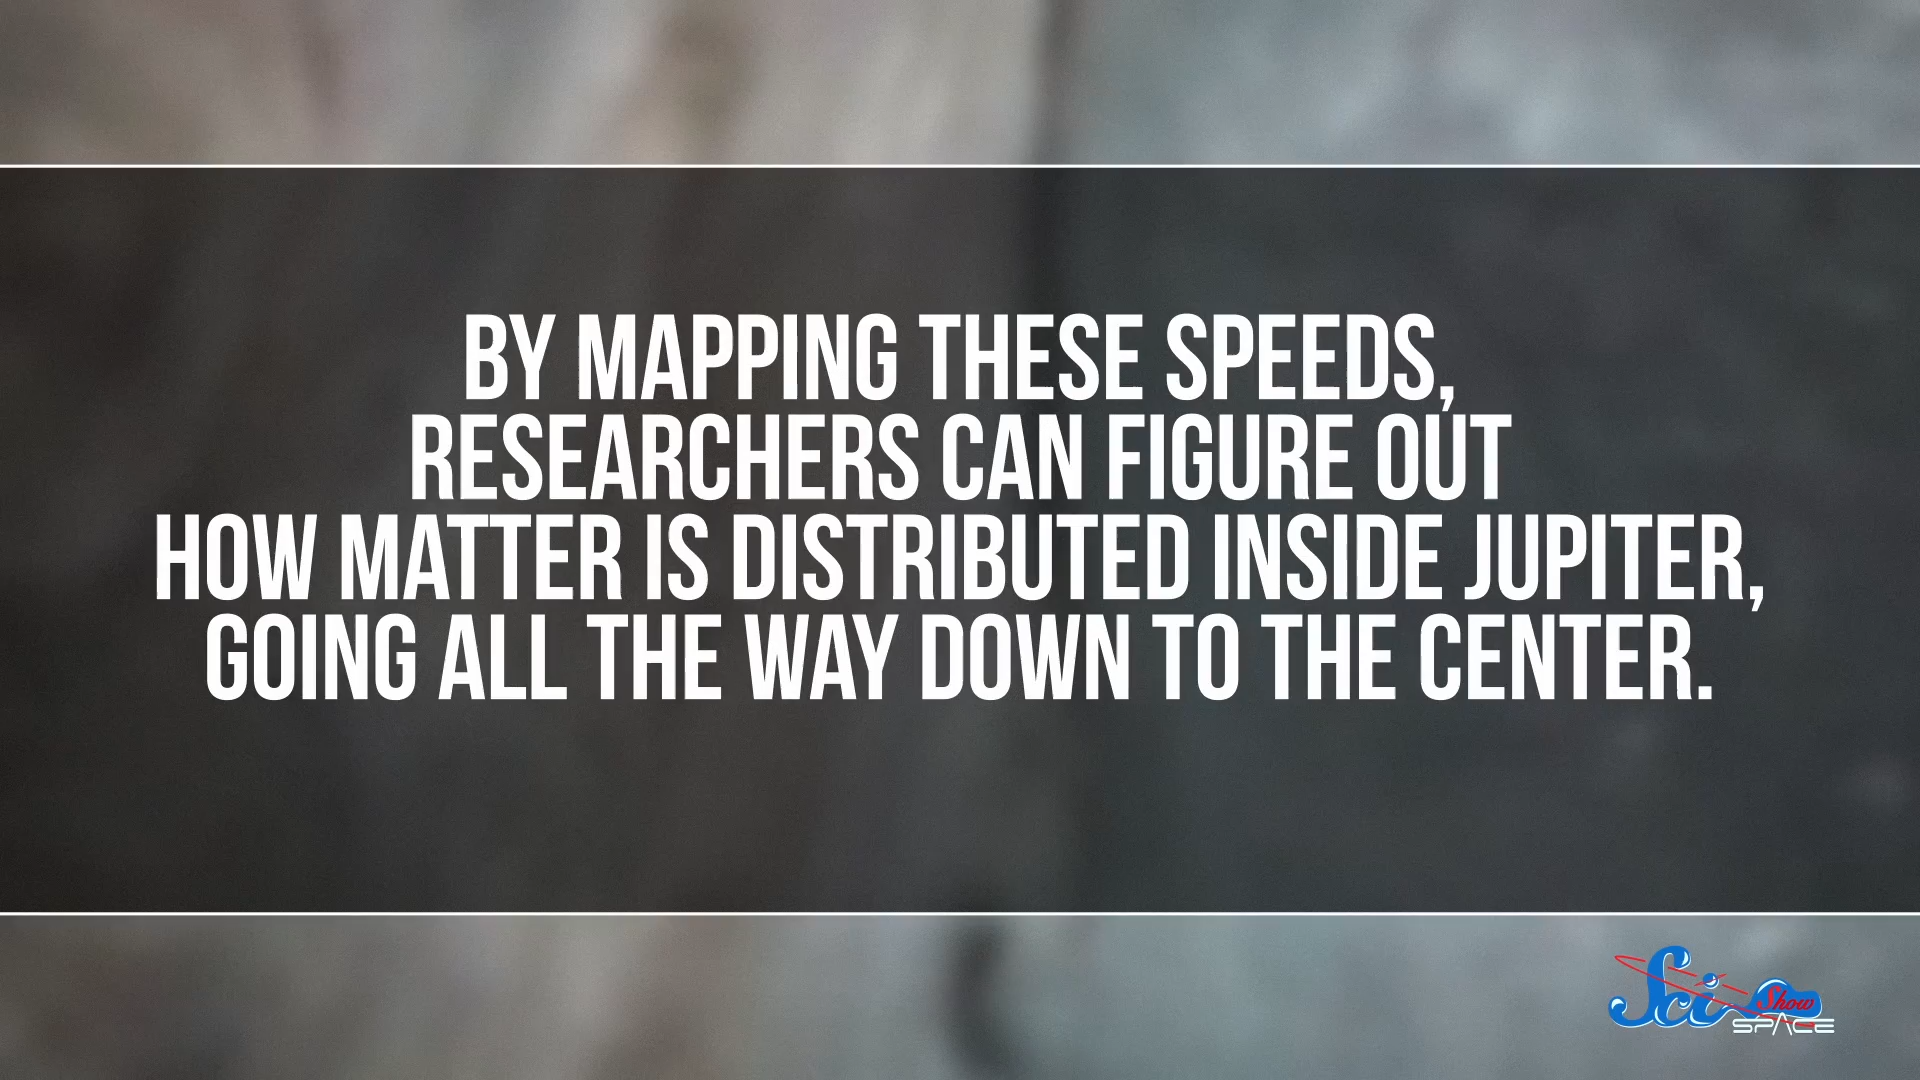 BY MAPPING THESE SPEEDS,
RESEARCHERS CAN FIGURE OUT
HOW MATTER IS DISTRIBUTED INSIDE JUPITER,
GOING ALL THE WAY DOWN TO THE CENTER.
Sci Show
SPACE